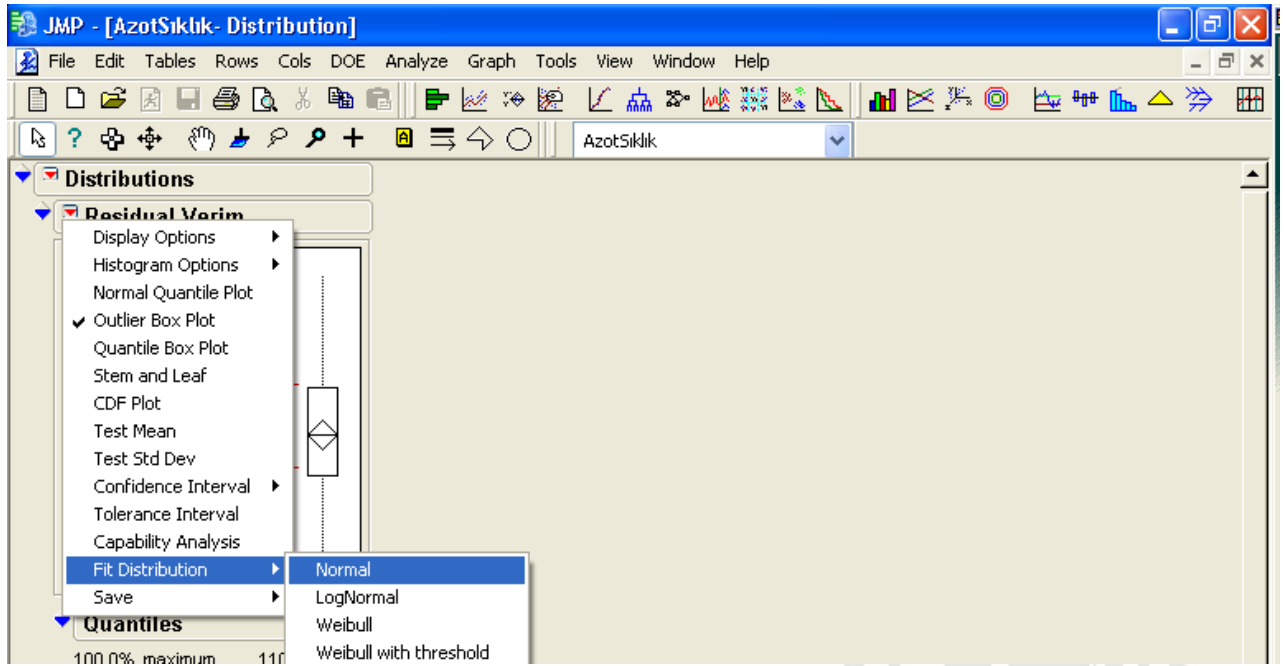 JMP - [AzotSıklık- Distribution]
File Edit Tables Rows Cols DOE Analyze Graph Tools View Window Help
AzotSıklık
Distributions
Residual Verim
Display Options
Histogram Options
Normal Quantile Plot
Outlier Box Plot
Quantile Box Plot
Stem and Leaf
CDF Plot
Test Mean
Test Std Dev
Confidence Interval
Tolerance Interval
Capability Analysis
Fit Distribution
Normal
Save
LogNormal
Quantiles
Weibull
100.0% maximum 110
Weibull with threshold